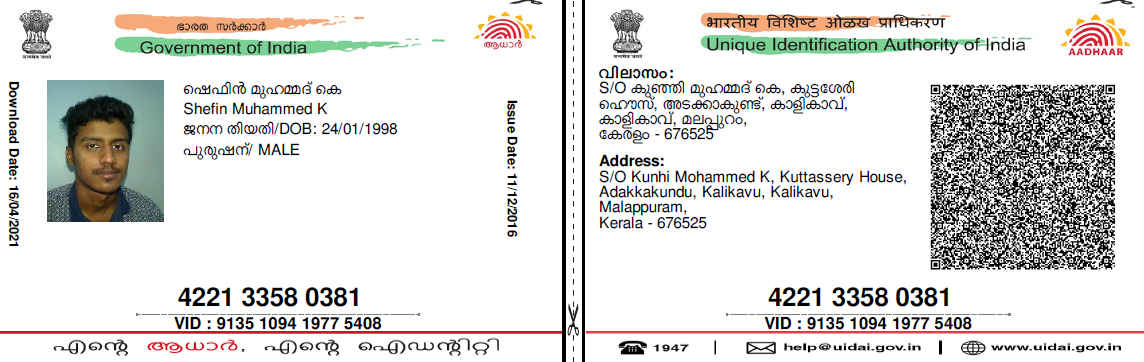 ഭാരത സർക്കാർ
Government of India
ആധാർ
Download Date: 16/04/2021
ഷെഫിൻ മുഹമ്മദ് കെ
Shefin Muhammed K
ജനന തിയതി/DOB: 24/01/1998
പുരുഷന്/ MALE
Issue Date: 11/12/2016
4221 3358 0381
VID : 9135 1094 1977 5408
എന്റെ ആധാർ, എന്റെ ഐഡന്റിറ്റി
भारतीय विशिष्ट ओळख प्राधिकरण
Unique Identification Authority of India
AADHAAR
വിലാസം:
S/O കുഞ്ഞി മുഹമ്മദ് കെ, കുട്ടശേരി
ഹൌസ്, അടക്കാകുണ്ട്, കാളികാവ്,
കാളികാവ്, മലപ്പുറം,
കേരളം - 676525
Address:
S/O Kunhi Mohammed K, Kuttassery House,
Adakkakundu, Kalikavu, Kalikavu,
Malappuram,
Kerala - 676525
4221 3358 0381
VID : 9135 1094 1977 5408
1947 | help@uidai.gov.in | www.uidai.gov.in